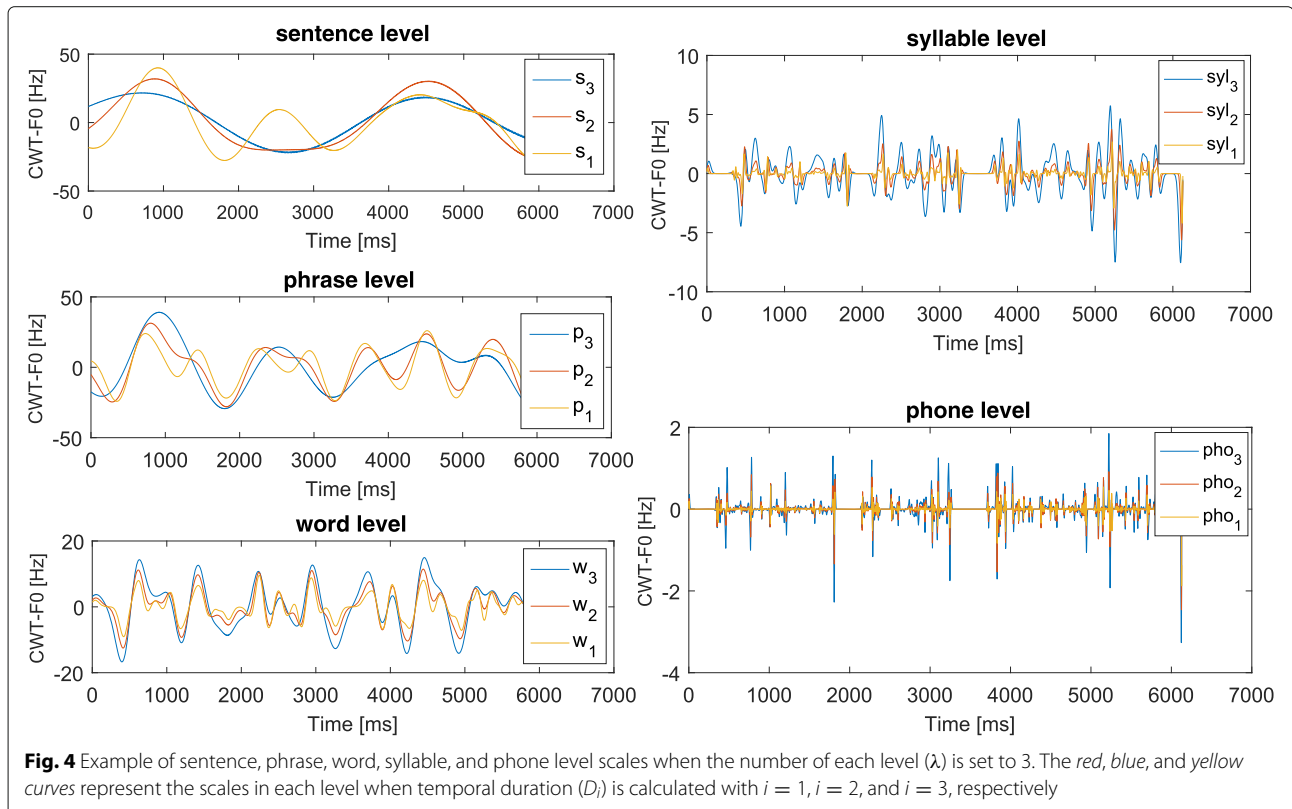 sentence level
50
0
-50
CWT-F0 [Hz]
s3
s2
s1
0 1000 2000 3000 4000 5000 6000 7000
Time [ms]
phrase level
50
0
-50
CWT-F0 [Hz]
p3
p2
p1
0 1000 2000 3000 4000 5000 6000 7000
Time [ms]
word level
20
0
-20
CWT-F0 [Hz]
w3
w2
w1
0 1000 2000 3000 4000 5000 6000 7000
Time [ms]
syllable level
10
5
0
-5
-10
CWT-F0 [Hz]
syl3
syl2
syl1
0 1000 2000 3000 4000 5000 6000 7000
Time [ms]
phone level
2
0
-2
-4
CWT-F0 [Hz]
pho3
pho2
pho1
0 1000 2000 3000 4000 5000 6000 7000
Time [ms]
Fig. 4 Example of sentence, phrase, word, syllable, and phone level scales when the number of each level (λ) is set to 3. The red, blue, and yellow
curves represent the scales in each level when temporal duration (Di) is calculated with i = 1, i = 2, and i = 3, respectively